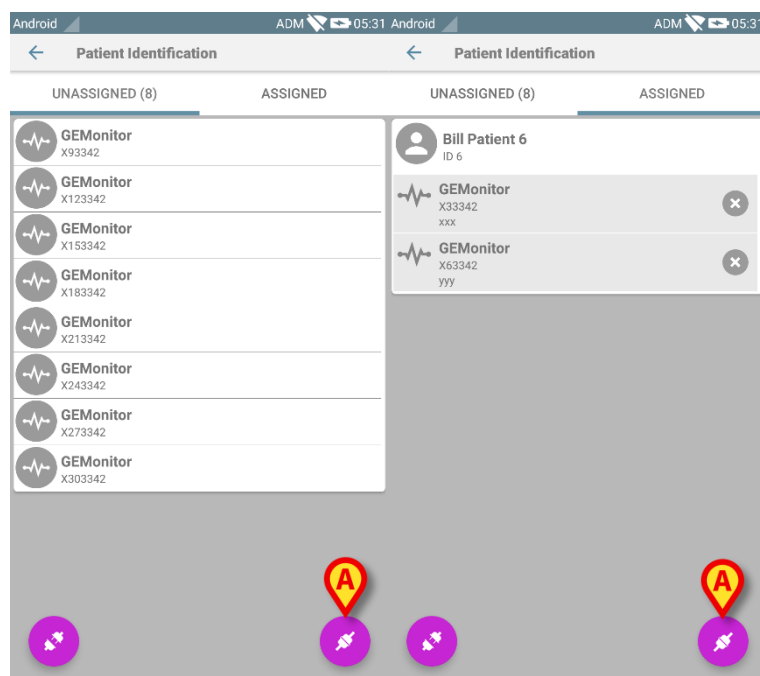 Android ADM 05:31
Patient Identification
UNASSIGNED (8) ASSIGNED
GEMonitor
X93342
GEMonitor
X123342
GEMonitor
X153342
GEMonitor
X183342
GEMonitor
X213342
GEMonitor
X243342
GEMonitor
X273342
GEMonitor
X303342
A
Android ADM 05:31
Patient Identification
UNASSIGNED (8) ASSIGNED
Bill Patient 6
ID 6
GEMonitor
X33342
xxx
GEMonitor
X63342
yyy
A